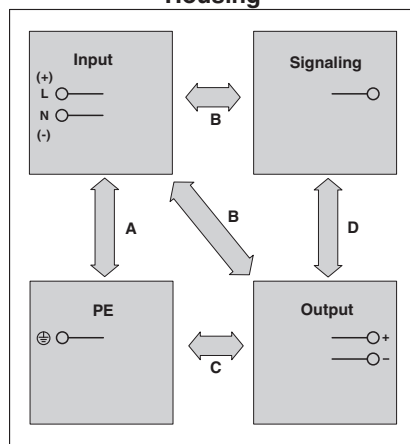 Housing
Input
(+)
L
N
(-)
Signaling
B
A
B
D
PE
Output
+
–
C